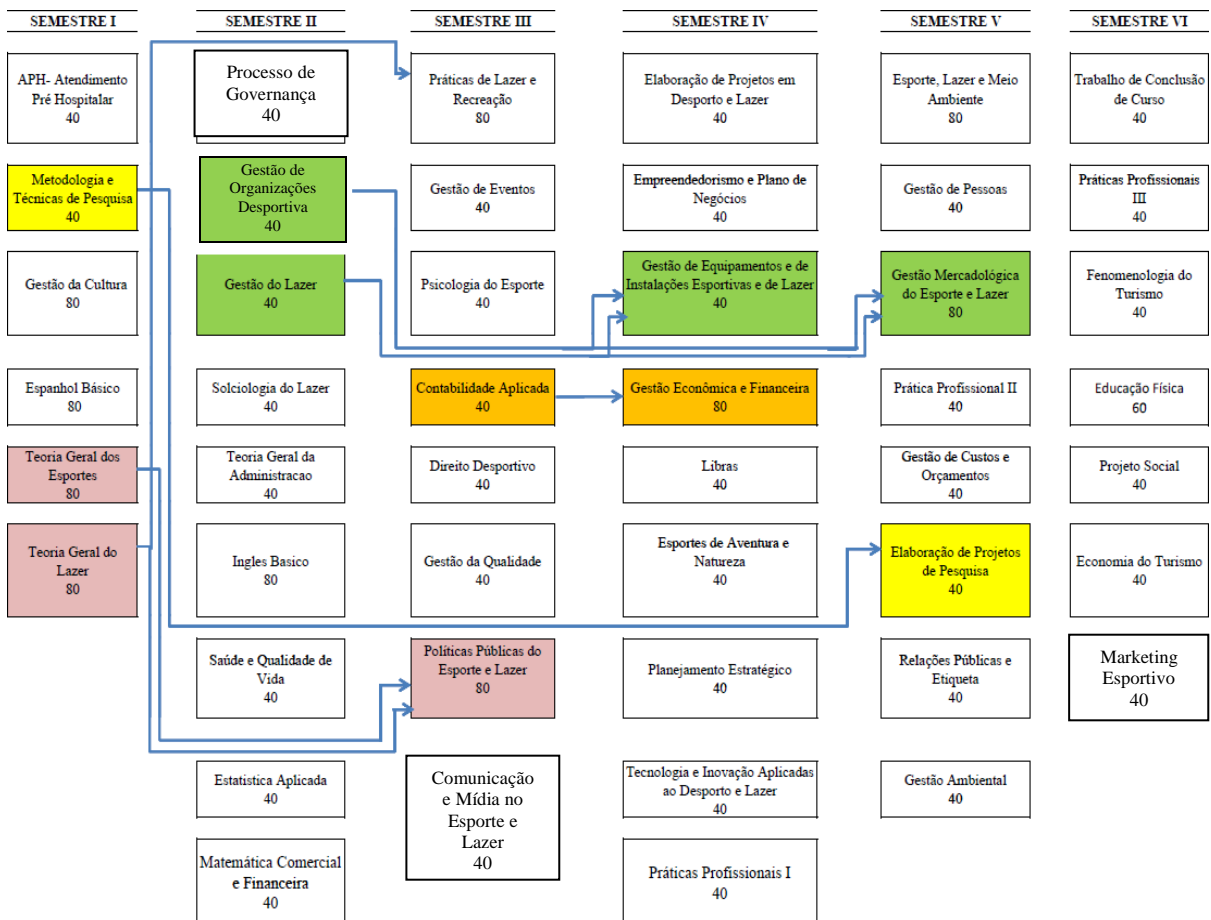 SEMESTRE I
APH- Atendimento
Pré Hospitalar
40
Metodologia e
Técnicas de Pesquisa
40
Gestão da Cultura
80
Espanhol Básico
80
Teoria Geral dos
Esportes
80
Teoria Geral do
Lazer
80
SEMESTRE II
Processo de
Governança
40
Gestão de
Organizações
Desportiva
40
Gestão do Lazer
40
Solciologia do Lazer
40
Teoria Geral da
Administracao
40
Ingles Basico
80
Saúde e Qualidade de
Vida
40
Estatistica Aplicada
40
Matemática Comercial
e Financeira
40
SEMESTRE III
Práticas de Lazer e
Recreação
80
Gestão de Eventos
40
Psicologia do Esporte
40
Contabilidade Aplicada
40
Direito Desportivo
40
Gestão da Qualidade
40
Políticas Públicas do
Esporte e Lazer
80
Comunicação
e Mídia no
Esporte e
Lazer
40
SEMESTRE IV
Elaboração de Projetos em
Desporto e Lazer
40
Empreendedorismo e Plano de
Negócios
40
Gestão de Equipamentos e de
Instalações Esportivas e de Lazer
40
Gestão Econômica e Financeira
80
Libras
40
Esportes de Aventura e
Natureza
40
Planejamento Estratégico
40
Tecnologia e Inovação Aplicadas
ao Desporto e Lazer
40
Práticas Profissionais I
40
SEMESTRE V
Esporte, Lazer e Meio
Ambiente
80
Gestão de Pessoas
40
Gestão Mercadológica
do Esporte e Lazer
80
Prática Profissional II
40
Gestão de Custos e
Orçamentos
40
Elaboração de Projetos
de Pesquisa
40
Relações Públicas e
Etiqueta
40
Gestão Ambiental
40
SEMESTRE VI
Trabalho de Conclusão
de Curso
40
Práticas Profissionais
III
40
Fenomenologia do
Turismo
40
Educação Física
60
Projeto Social
40
Economia do Turismo
40
Marketing
Esportivo
40